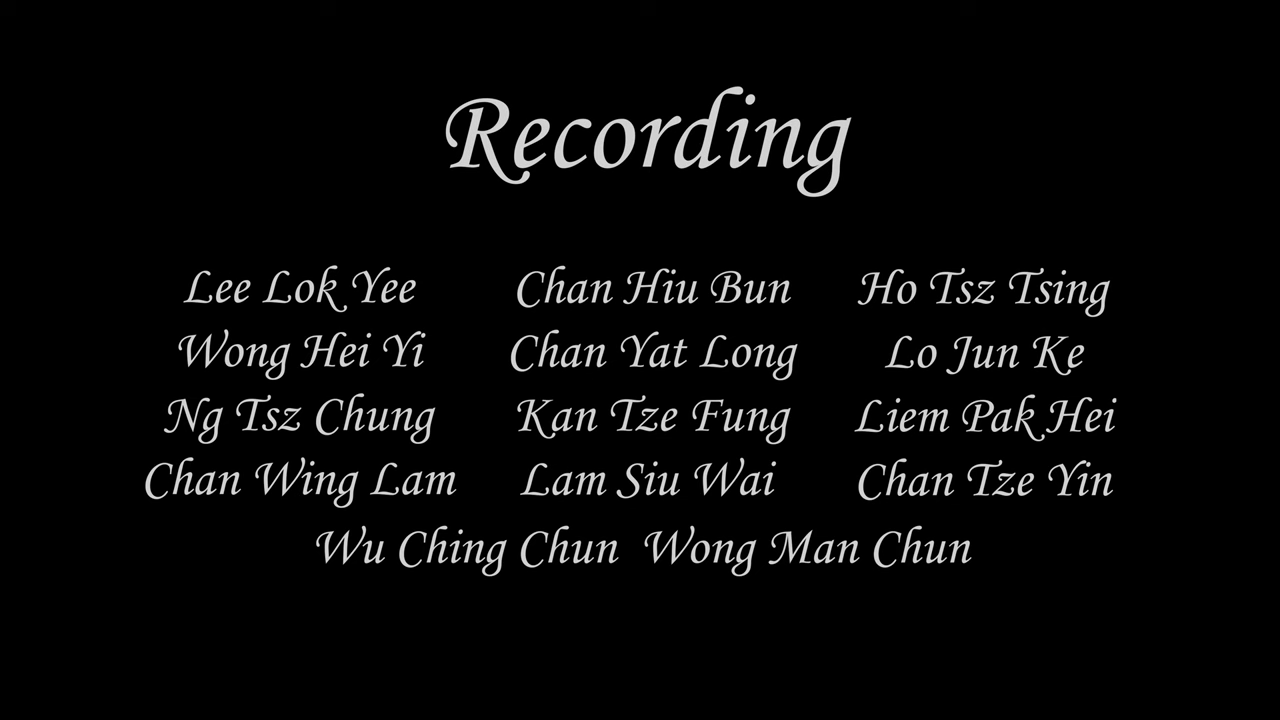 Recording
Lee Lok Yee Chan Hiu Bun Ho Tsz Tsing
Wong Hei Yi Chan Yat Long Lo Jun Ke
Ng Tsz Chung Kan Tze Fung Liem Pak Hei
Chan Wing Lam Lam Siu Wai Chan Tze Yin
Wu Ching Chun Wong Man Chun